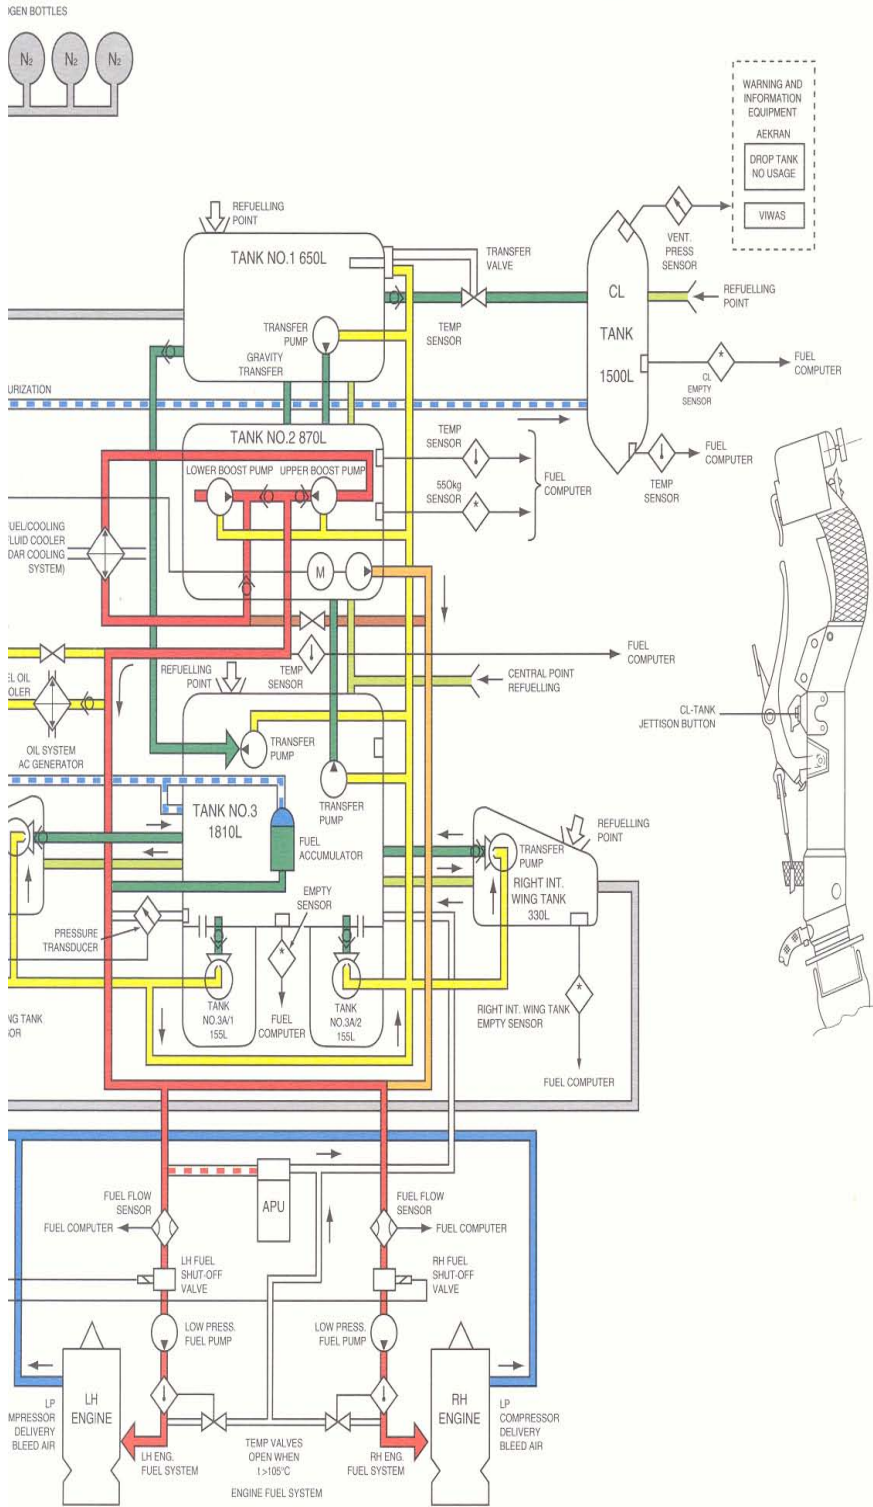 OGEN BOTTLES
N2
N2
N2
WARNING AND
INFORMATION
EQUIPMENT
AEKRAN
DROP TANK
NO USAGE
VIWAS
REFUELLING
POINT
TANK NO.1 650L
TRANSFER
VALVE
VENT.
PRESS
SENSOR
CL
TANK
1500L
REFUELLING
POINT
TRANSFER
PUMP
TEMP
SENSOR
GRAVITY
TRANSFER
CL
EMPTY
SENSOR
FUEL
COMPUTER
URIZATION
TANK NO.2 870L
TEMP
SENSOR
LOWER BOOST PUMP
UPPER BOOST PUMP
550kg
SENSOR
FUEL
COMPUTER
FUEL
COMPUTER
TEMP
SENSOR
FUEL/COOLING
FLUID COOLER
DAR COOLING
SYSTEM)
M
REFUELLING
POINT
TEMP
SENSOR
FUEL
COMPUTER
CENTRAL POINT
REFUELLING
EL OIL
OLER
OIL SYSTEM
AC GENERATOR
TRANSFER
PUMP
CL-TANK
JETTISON BUTTON
TANK NO.3
1810L
TRANSFER
PUMP
FUEL
ACCUMULATOR
REFUELLING
POINT
TRANSFER
PUMP
RIGHT INT.
WING TANK
330L
EMPTY
SENSOR
PRESSURE
TRANSDUCER
TANK
NO.3A/1
155L
FUEL
COMPUTER
TANK
NO.3A/2
155L
NG TANK
OR
RIGHT INT. WING TANK
EMPTY SENSOR
FUEL COMPUTER
APU
FUEL FLOW
SENSOR
FUEL COMPUTER
FUEL FLOW
SENSOR
FUEL COMPUTER
LH FUEL
SHUT-OFF
VALVE
RH FUEL
SHUT-OFF
VALVE
LOW PRESS.
FUEL PUMP
LOW PRESS.
FUEL PUMP
LH
ENGINE
RH
ENGINE
LP
OMPRESSOR
DELIVERY
BLEED AIR
LP
COMPRESSOR
DELIVERY
BLEED AIR
LH ENG.
FUEL SYSTEM
TEMP VALVES
OPEN WHEN
t >105°C
RH ENG.
FUEL SYSTEM
ENGINE FUEL SYSTEM